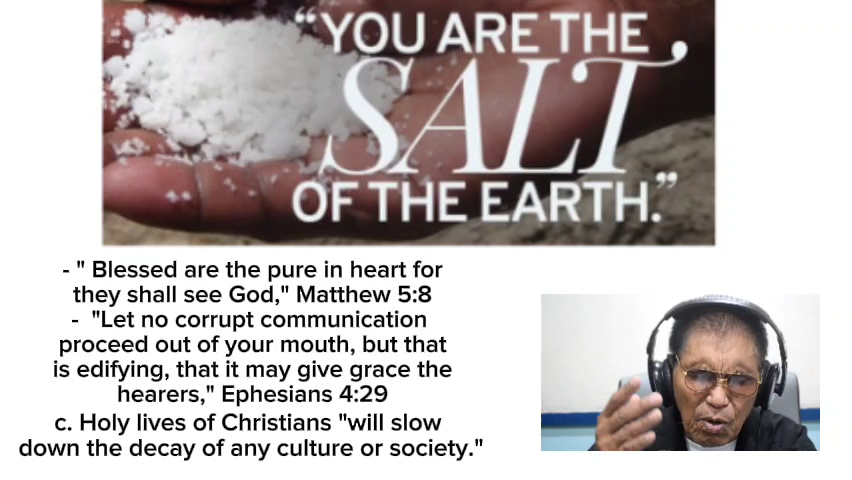 “YOU ARE THE
SALT
OF THE EARTH.”
- " Blessed are the pure in heart for
they shall see God," Matthew 5:8
- "Let no corrupt communication
proceed out of your mouth, but that
is edifying, that it may give grace the
hearers," Ephesians 4:29
c. Holy lives of Christians "will slow
down the decay of any culture or society."